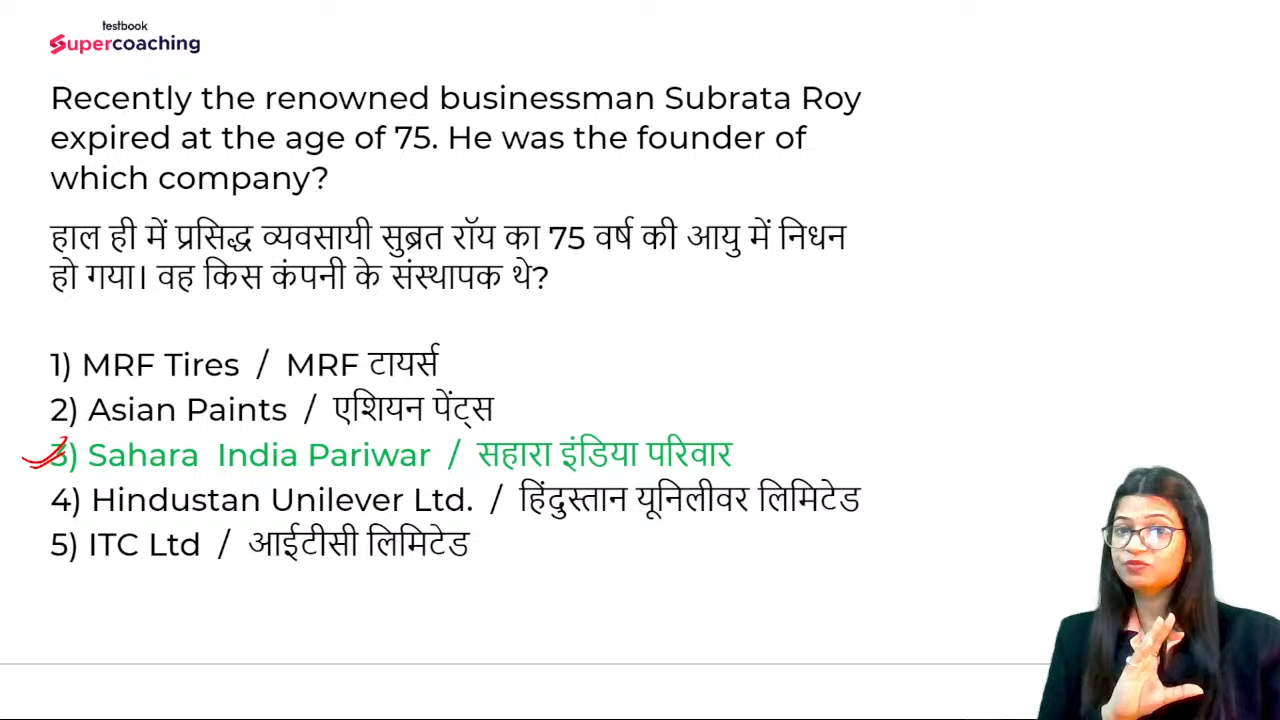 testbook
Supercoaching
Recently the renowned businessman Subrata Roy
expired at the age of 75. He was the founder of
which company?
हाल ही में प्रसिद्ध व्यवसायी सुब्रत रॉय का 75 वर्ष की आयु में निधन
हो गया। वह किस कंपनी के संस्थापक थे?
1) MRF Tires / MRF टायर्स
2) Asian Paints / एशियन पेंट्स
3) Sahara India Pariwar / सहारा इंडिया परिवार
4) Hindustan Unilever Ltd. / हिंदुस्तान यूनिलीवर लिमिटेड
5) ITC Ltd / आईटीसी लिमिटेड